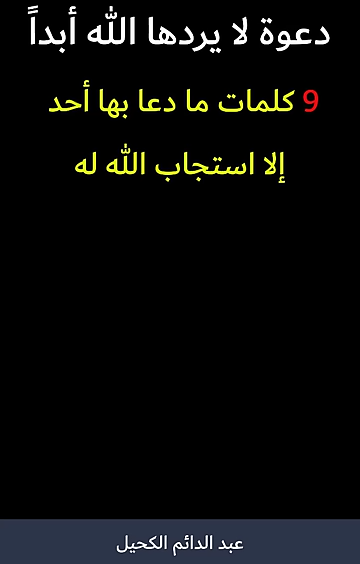 دعوة لا يردها الله أبداً
9 كلمات ما دعا بها أحد
إلا استجاب الله له
عبد الدائم الكحيل